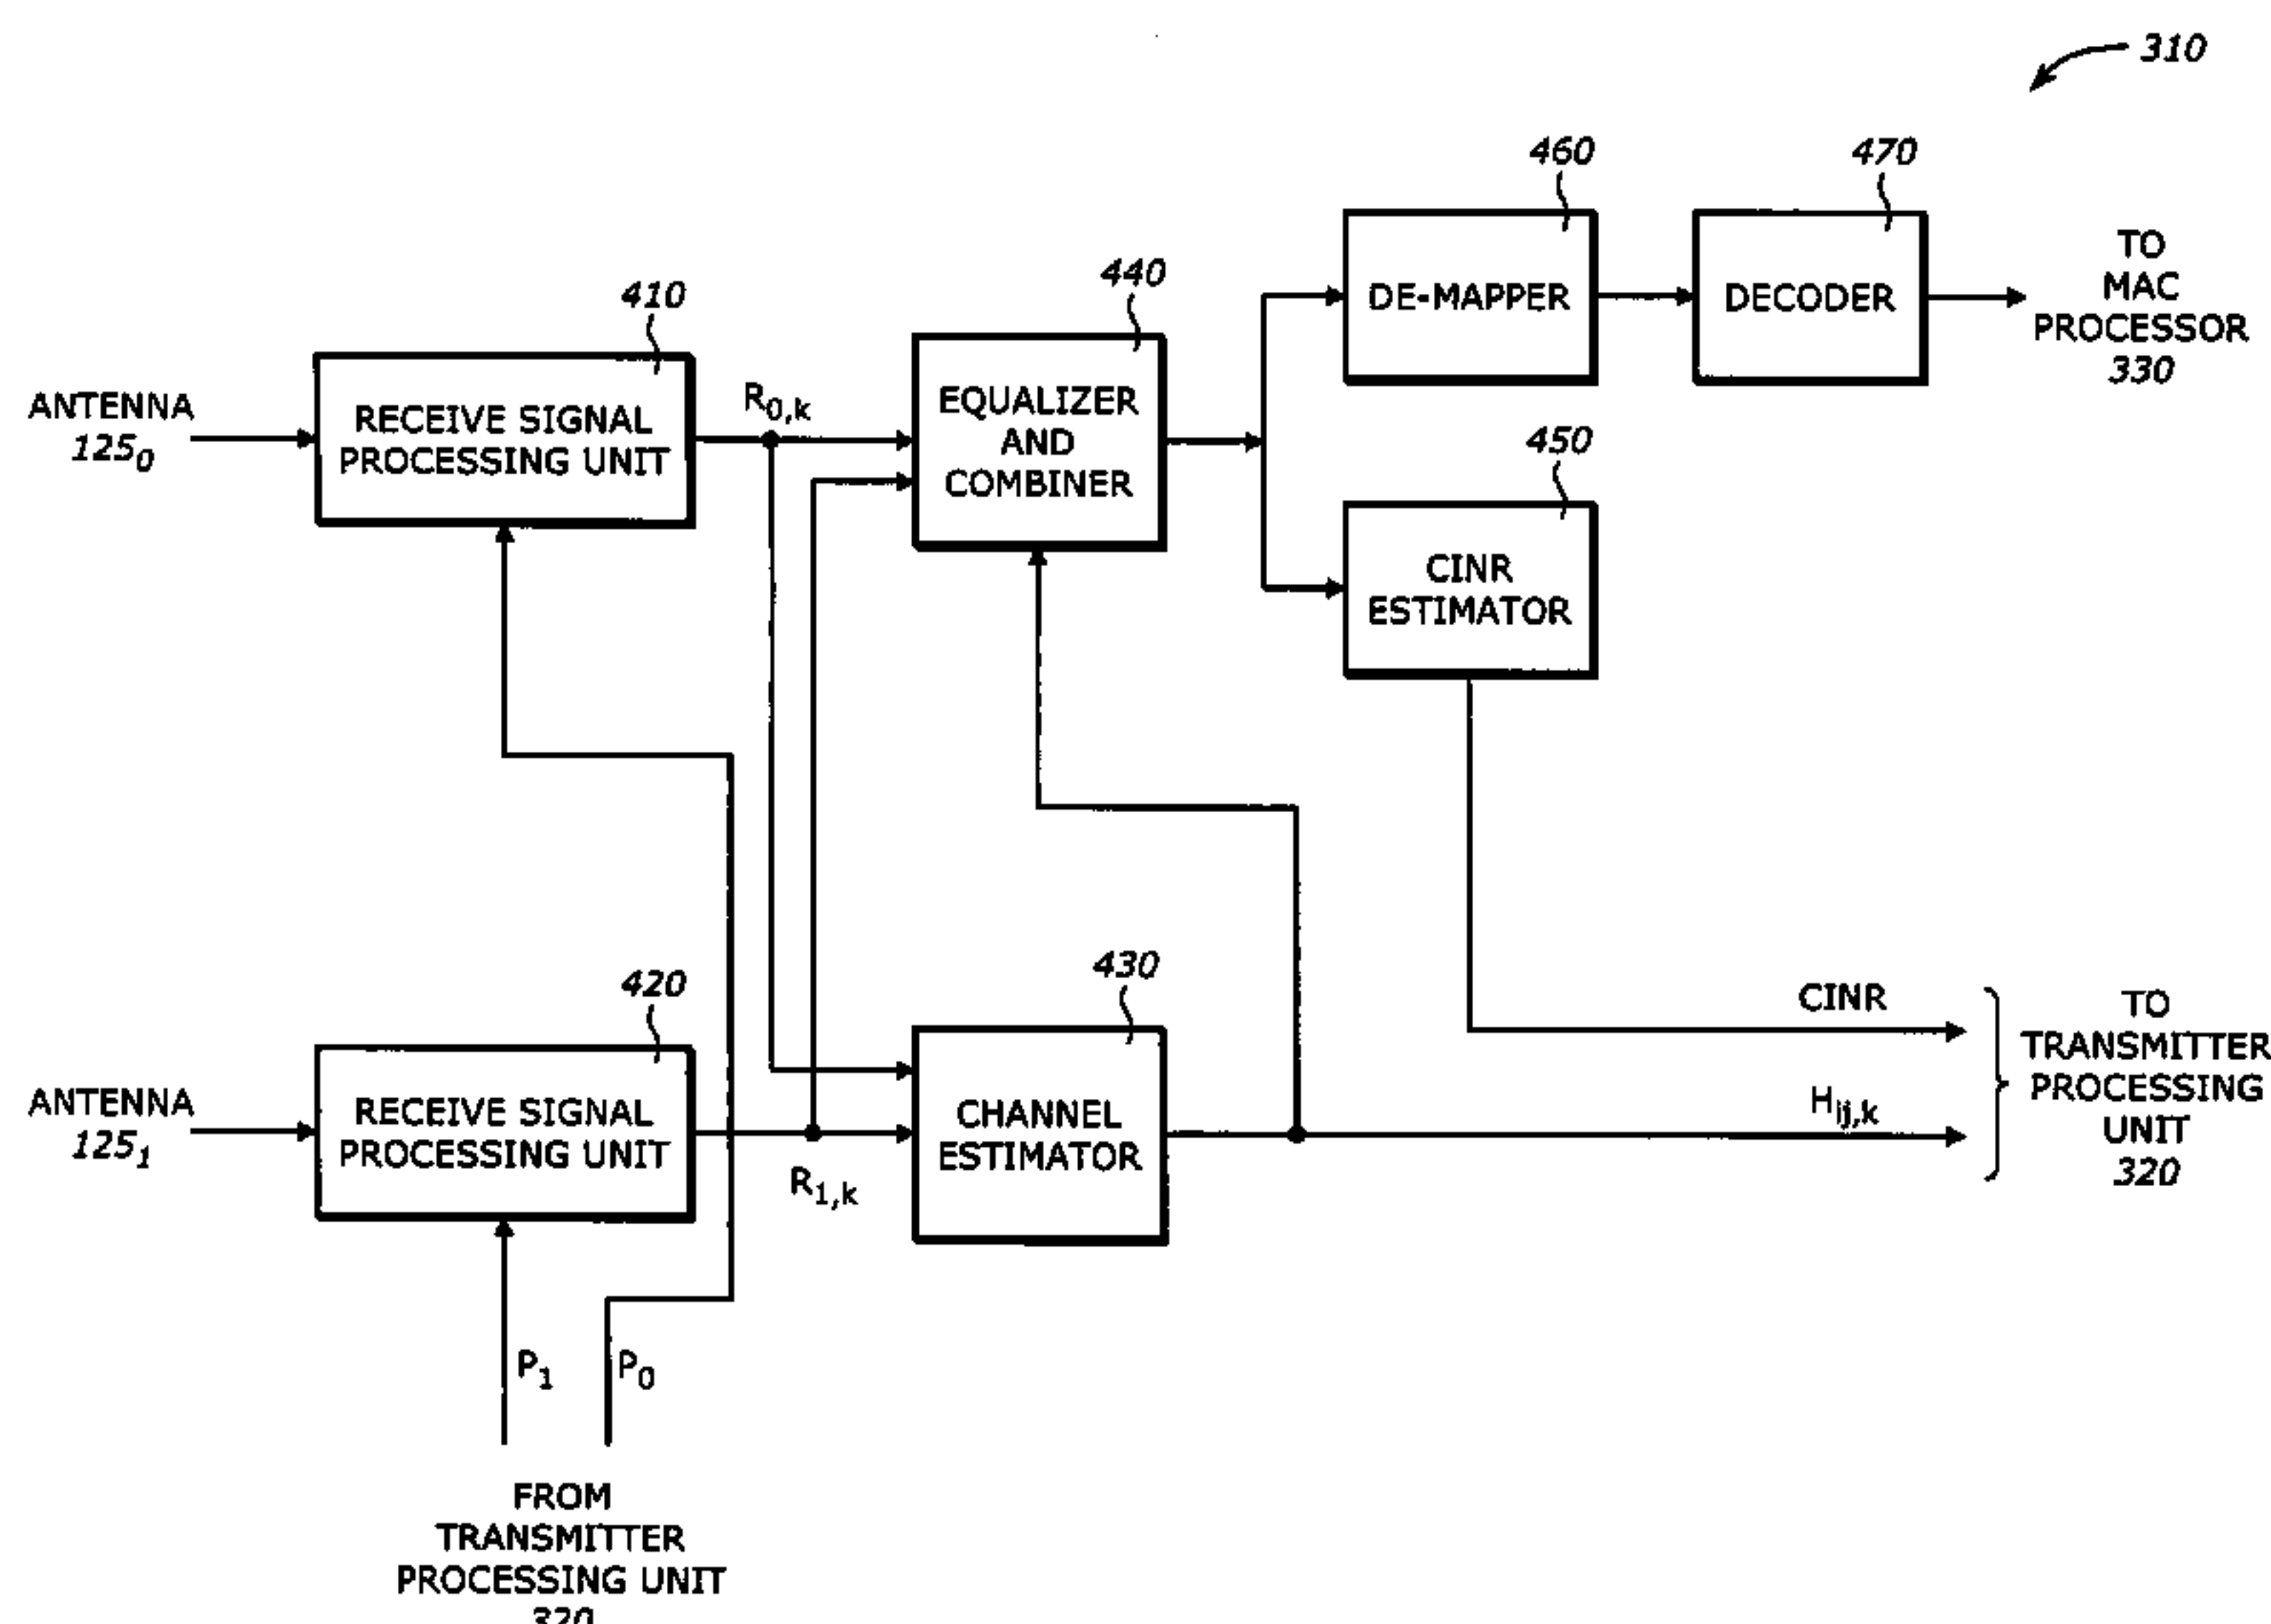 310
460
470
440
410
DE-MAPPER
DECODER
TO
MAC
PROCESSOR
330
ANTENNA
125₀
RECEIVE SIGNAL
PROCESSING UNIT
R₀,ₖ
EQUALIZER
AND
COMBINER
450
CINR
ESTIMATOR
420
430
CINR
ANTENNA
125₁
RECEIVE SIGNAL
PROCESSING UNIT
R₁,ₖ
CHANNEL
ESTIMATOR
Hᵢⱼ,ₖ
TO
TRANSMITTER
PROCESSING
UNIT
320
P₁
P₀
FROM
TRANSMITTER
PROCESSING UNIT
320